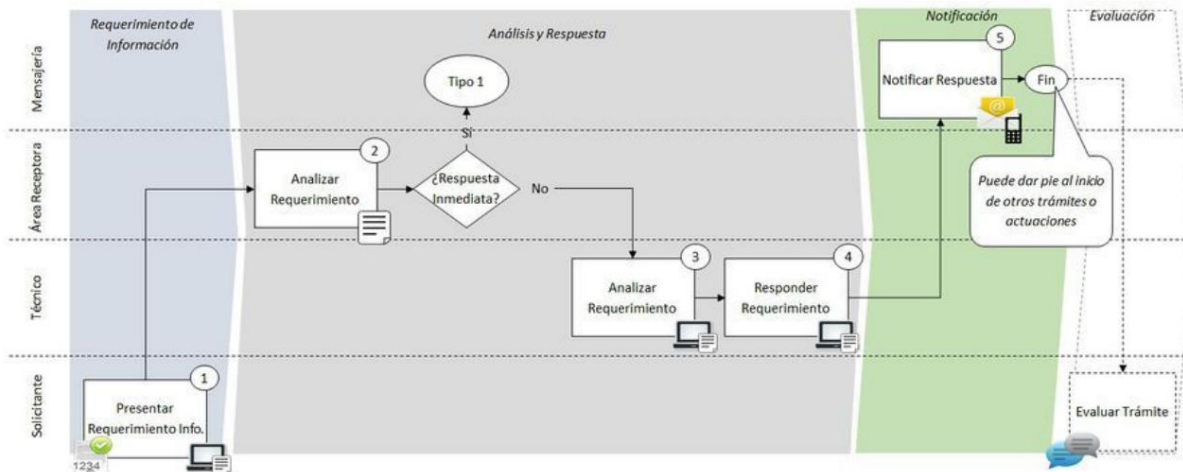 Requerimiento de
Información
Análisis y Respuesta
Notificación
Evaluación
Mensajería
Tipo 1
5
Notificar Respuesta
Fin
@
Sí
Área Receptora
2
Analizar
Requerimiento
¿Respuesta
Inmediata?
No
Puede dar pie al inicio
de otros trámites o
actuaciones
Técnico
3
Analizar
Requerimiento
4
Responder
Requerimiento
Solicitante
1
Presentar
Requerimiento Info.
1234
Evaluar Trámite